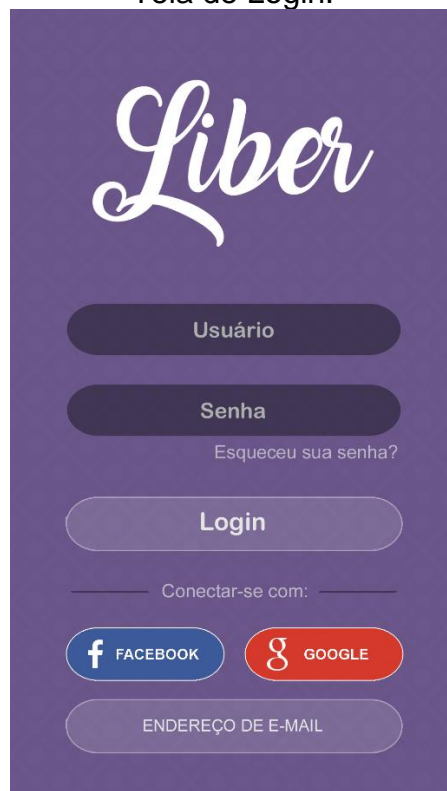 Tela de Login:
Liber
Usuário
Senha
Esqueceu sua senha?
Login
Conectar-se com:
f FACEBOOK
g GOOGLE
ENDEREÇO DE E-MAIL